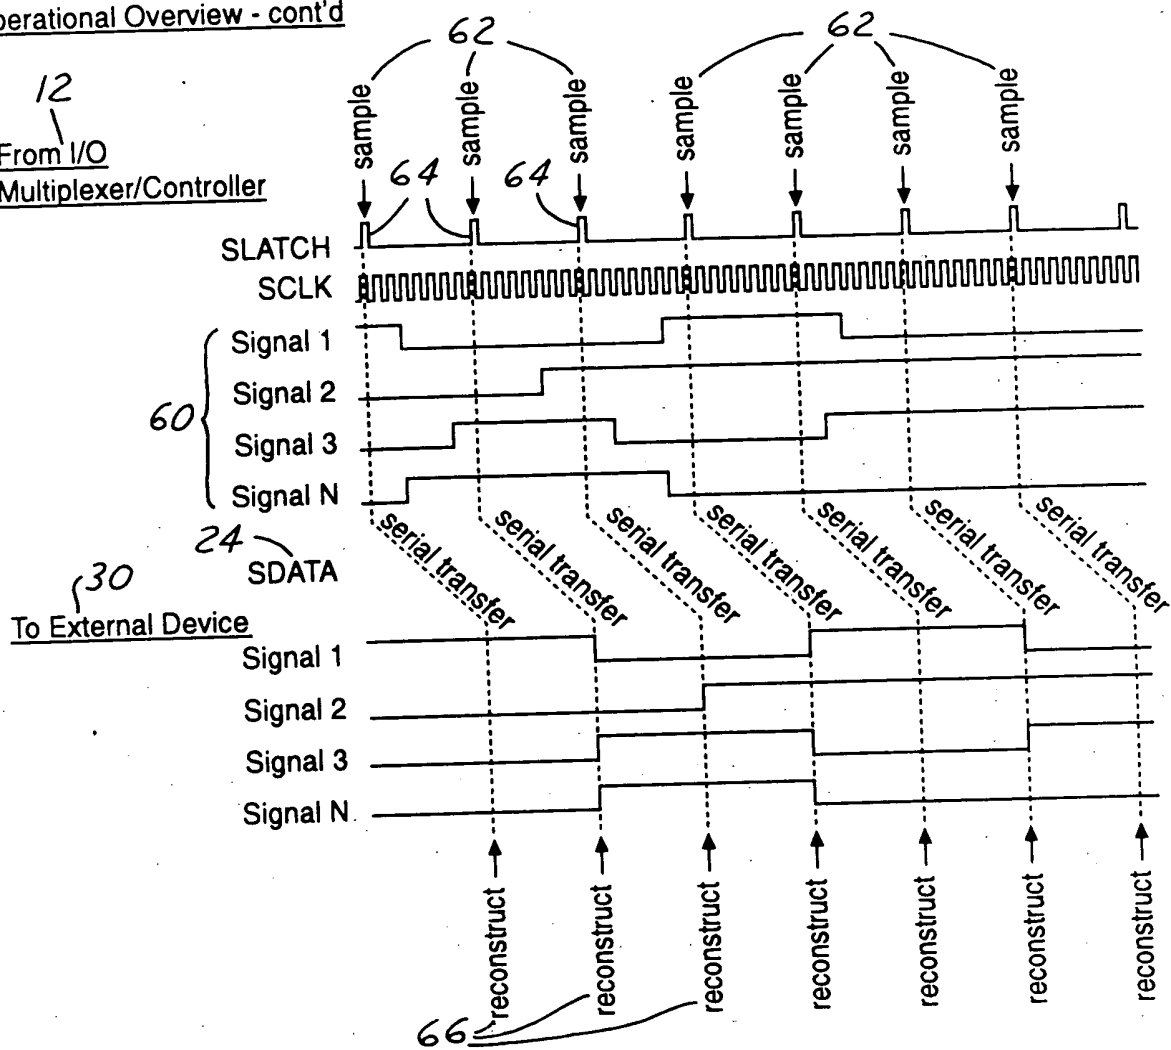 perational Overview - cont'd
62
62
12
sample
sample
sample
sample
sample
sample
sample
From I/O
Multiplexer/Controller
64
64
SLATCH
SCLK
Signal 1
Signal 2
60
Signal 3
Signal N
serial transfer
serial transfer
serial transfer
serial transfer
serial transfer
serial transfer
serial transfer
24
SDATA
30
To External Device
Signal 1
Signal 2
Signal 3
Signal N
reconstruct
reconstruct
reconstruct
reconstruct
reconstruct
reconstruct
reconstruct
66